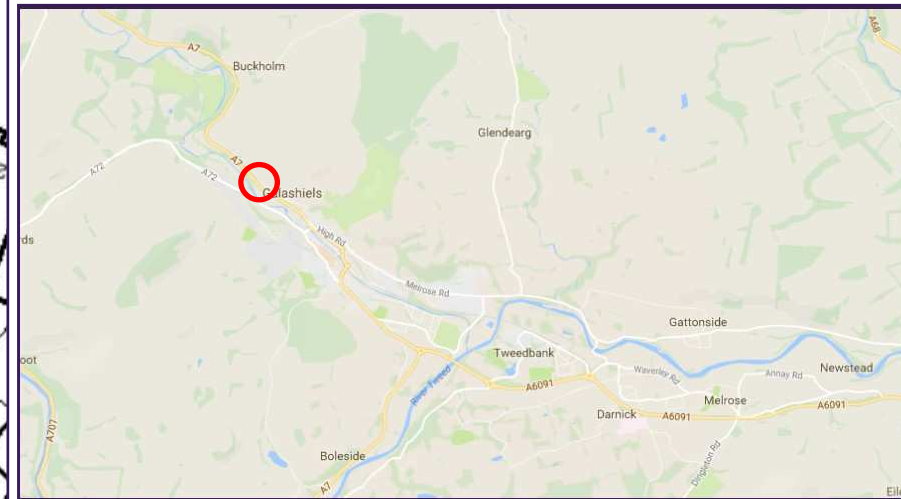 A68
A7
Buckholm
Glendearg
A7
A72
A72
Galashiels
High Rd
Melrose Rd
Gattonside
Tweedbank
Newstead
Waverley Rd
Annay Rd
River Tweed
A6091
Melrose
A6091
Darnick
A6091
A707
Dingleton Rd
Boleside
A7